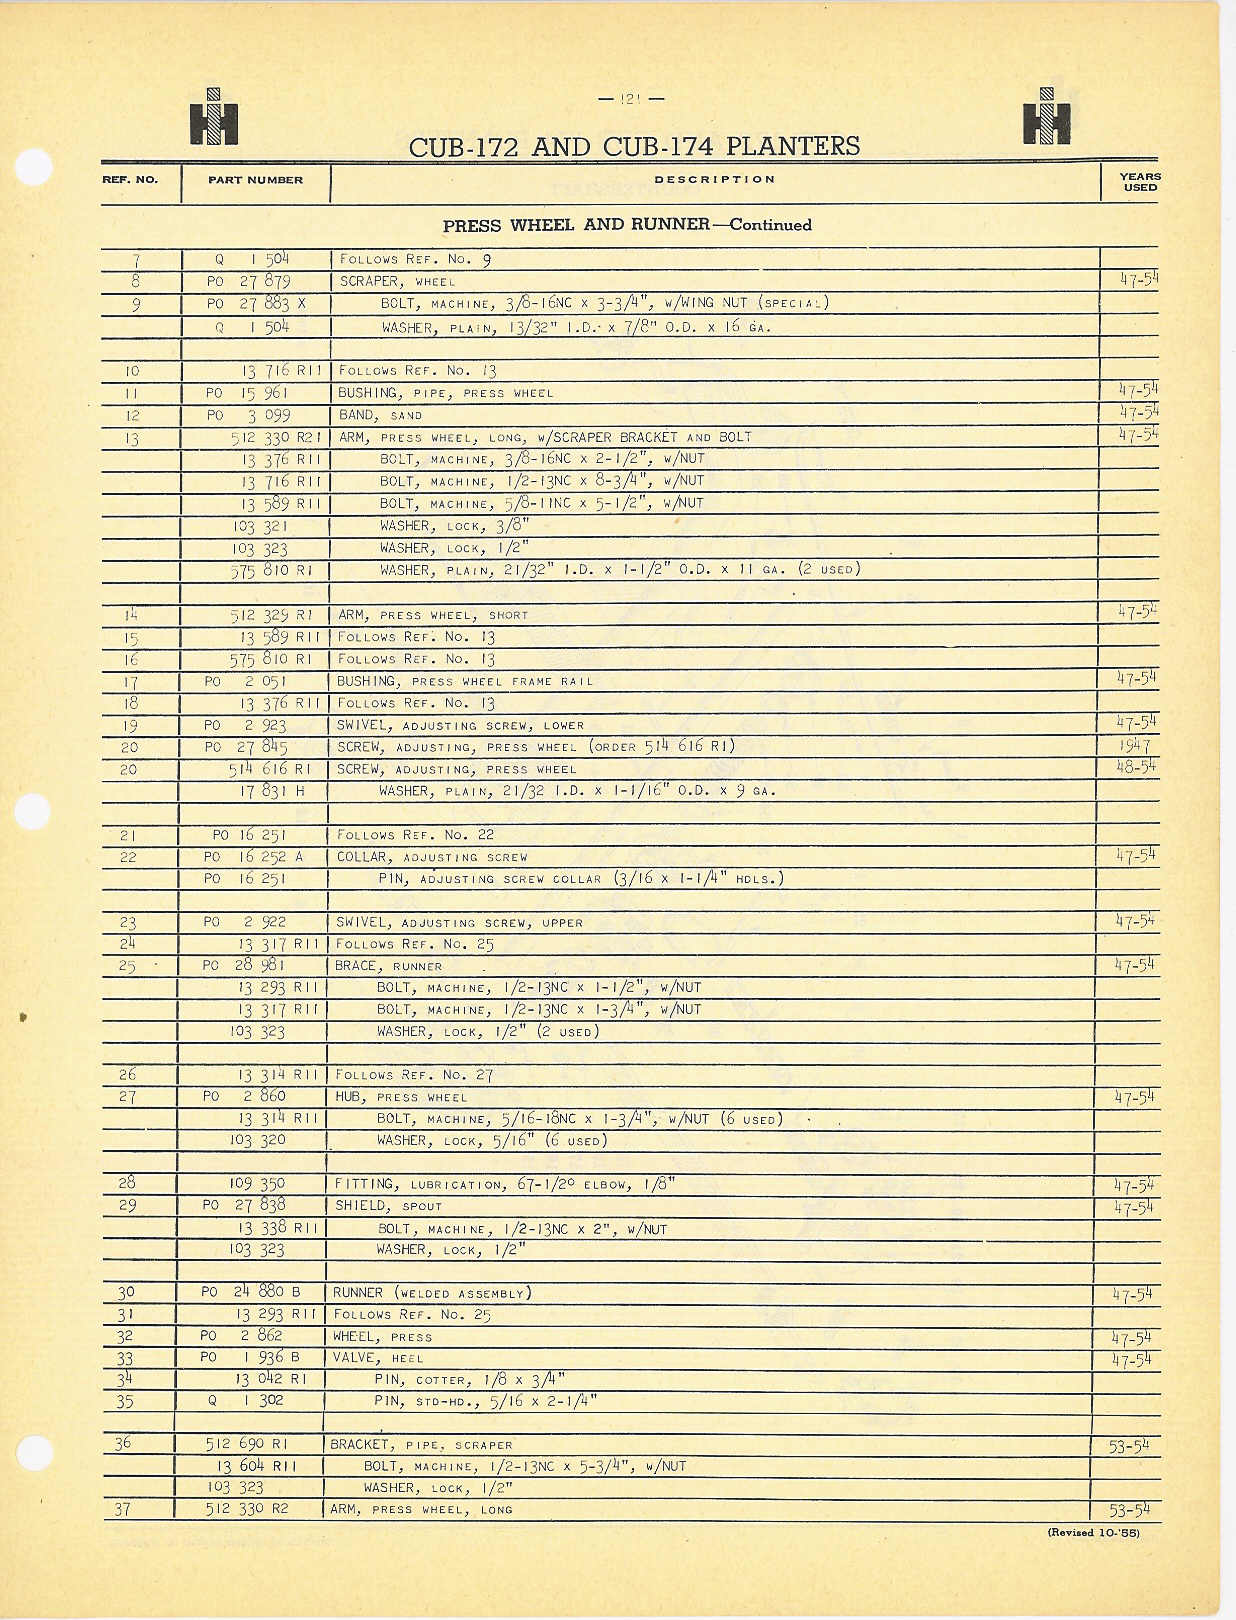 — 121 —
CUB-172 AND CUB-174 PLANTERS
REF. NO. PART NUMBER DESCRIPTION YEARS USED
PRESS WHEEL AND RUNNER—Continued
7 Q 1 504 FOLLOWS REF. NO. 9
8 PO 27 879 SCRAPER, WHEEL 47-54
9 PO 27 883 X BOLT, MACHINE, 3/8-16NC X 3-3/4", W/WING NUT (SPECIAL)
Q 1 504 WASHER, PLAIN, 13/32" I.D. X 7/8" O.D. X 16 GA.
10 13 716 R11 FOLLOWS REF. NO. 13
11 PO 15 961 BUSHING, PIPE, PRESS WHEEL 47-54
12 PO 3 099 BAND, SAND 47-54
13 512 330 R21 ARM, PRESS WHEEL, LONG, W/SCRAPER BRACKET AND BOLT 47-54
13 376 R11 BOLT, MACHINE, 3/8-16NC X 2-1/2", W/NUT
13 716 R11 BOLT, MACHINE, 1/2-13NC X 8-3/4", W/NUT
13 589 R11 BOLT, MACHINE, 5/8-11NC X 5-1/2", W/NUT
103 321 WASHER, LOCK, 3/8"
103 323 WASHER, LOCK, 1/2"
575 810 R1 WASHER, PLAIN, 21/32" I.D. X 1-1/2" O.D. X 11 GA. (2 USED)
14 512 329 R1 ARM, PRESS WHEEL, SHORT 47-54
15 13 589 R11 FOLLOWS REF. NO. 13
16 575 810 R1 FOLLOWS REF. NO. 13
17 PO 2 051 BUSHING, PRESS WHEEL FRAME RAIL 47-54
18 13 376 R11 FOLLOWS REF. NO. 13
19 PO 2 923 SWIVEL, ADJUSTING SCREW, LOWER 47-54
20 PO 27 845 SCREW, ADJUSTING, PRESS WHEEL (ORDER 514 616 R1) 1947
20 514 616 R1 SCREW, ADJUSTING, PRESS WHEEL 48-54
17 831 H WASHER, PLAIN, 21/32 I.D. X 1-1/16" O.D. X 9 GA.
21 PO 16 251 FOLLOWS REF. NO. 22
22 PO 16 252 A COLLAR, ADJUSTING SCREW 47-54
PO 16 251 PIN, ADJUSTING SCREW COLLAR (3/16 X 1-1/4" HDLS.)
23 PO 2 922 SWIVEL, ADJUSTING SCREW, UPPER 47-54
24 13 317 R11 FOLLOWS REF. NO. 25
25 PO 28 981 BRACE, RUNNER 47-54
13 293 R11 BOLT, MACHINE, 1/2-13NC X 1-1/2", W/NUT
13 317 R11 BOLT, MACHINE, 1/2-13NC X 1-3/4", W/NUT
103 323 WASHER, LOCK, 1/2" (2 USED)
26 13 314 R11 FOLLOWS REF. NO. 27
27 PO 2 860 HUB, PRESS WHEEL 47-54
13 314 R11 BOLT, MACHINE, 5/16-18NC X 1-3/4", W/NUT (6 USED)
103 320 WASHER, LOCK, 5/16" (6 USED)
28 109 350 FITTING, LUBRICATION, 67-1/2° ELBOW, 1/8" 47-54
29 PO 27 838 SHIELD, SPOUT 47-54
13 338 R11 BOLT, MACHINE, 1/2-13NC X 2", W/NUT
103 323 WASHER, LOCK, 1/2"
30 PO 24 880 B RUNNER (WELDED ASSEMBLY) 47-54
31 13 293 R11 FOLLOWS REF. NO. 25
32 PO 2 862 WHEEL, PRESS 47-54
33 PO 1 936 B VALVE, HEEL 47-54
34 13 042 R1 PIN, COTTER, 1/8 X 3/4"
35 Q 1 302 PIN, STD-HD., 5/16 X 2-1/4"
36 512 690 R1 BRACKET, PIPE, SCRAPER 53-54
13 604 R11 BOLT, MACHINE, 1/2-13NC X 5-3/4", W/NUT
103 323 WASHER, LOCK, 1/2"
37 512 330 R2 ARM, PRESS WHEEL, LONG 53-54
(Revised 10-'55)